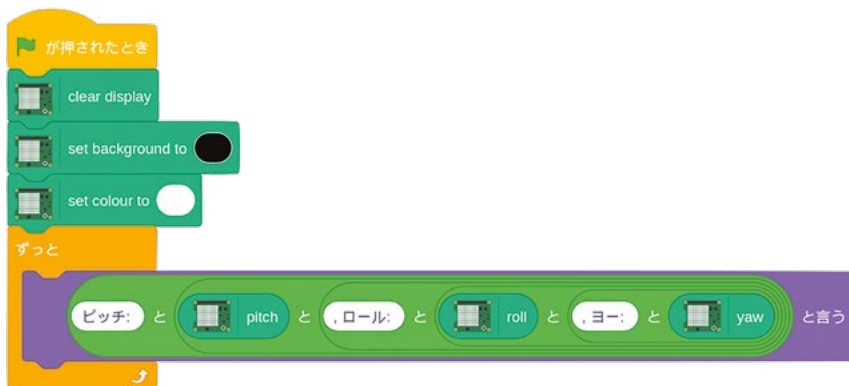 が押されたとき
clear display
set background to
set colour to
ずっと
ピッチ: と pitch と , ロール: と roll と , ヨー: と yaw と言う